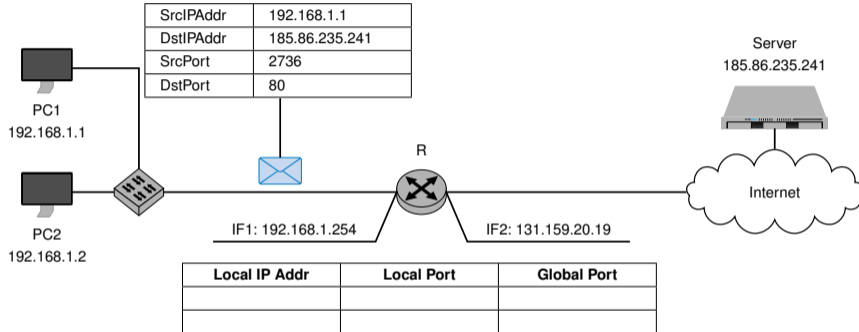 SrcIPAddr 192.168.1.1
DstIPAddr 185.86.235.241
SrcPort 2736
DstPort 80
Server
185.86.235.241
PC1
192.168.1.1
R
Internet
PC2
192.168.1.2
IF1: 192.168.1.254
IF2: 131.159.20.19
Local IP Addr Local Port Global Port